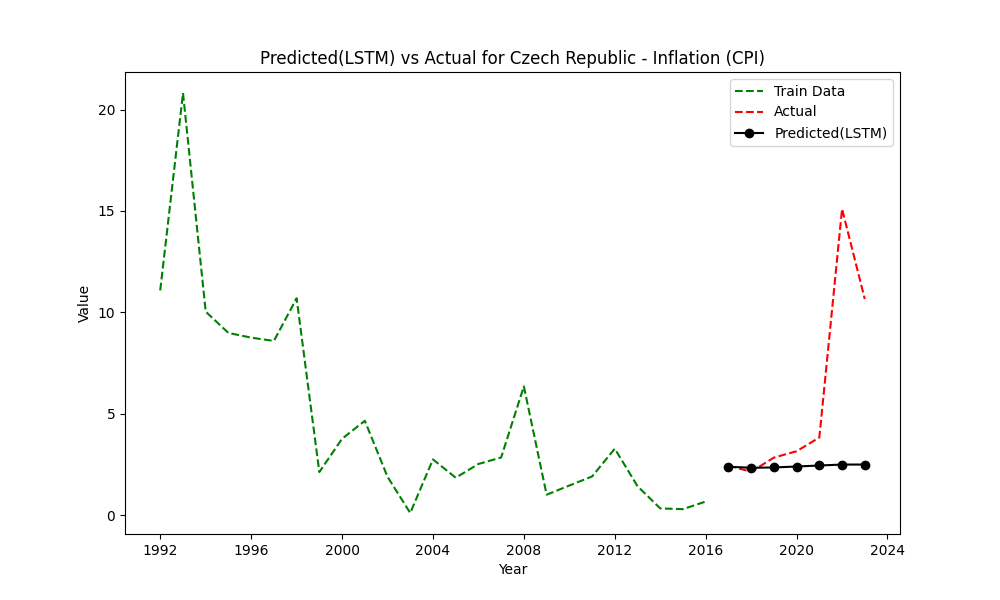 Predicted(LSTM) vs Actual for Czech Republic - Inflation (CPI)
Train Data
Actual
Predicted(LSTM)
Value
20
15
10
5
0
1992 1996 2000 2004 2008 2012 2016 2020 2024
Year